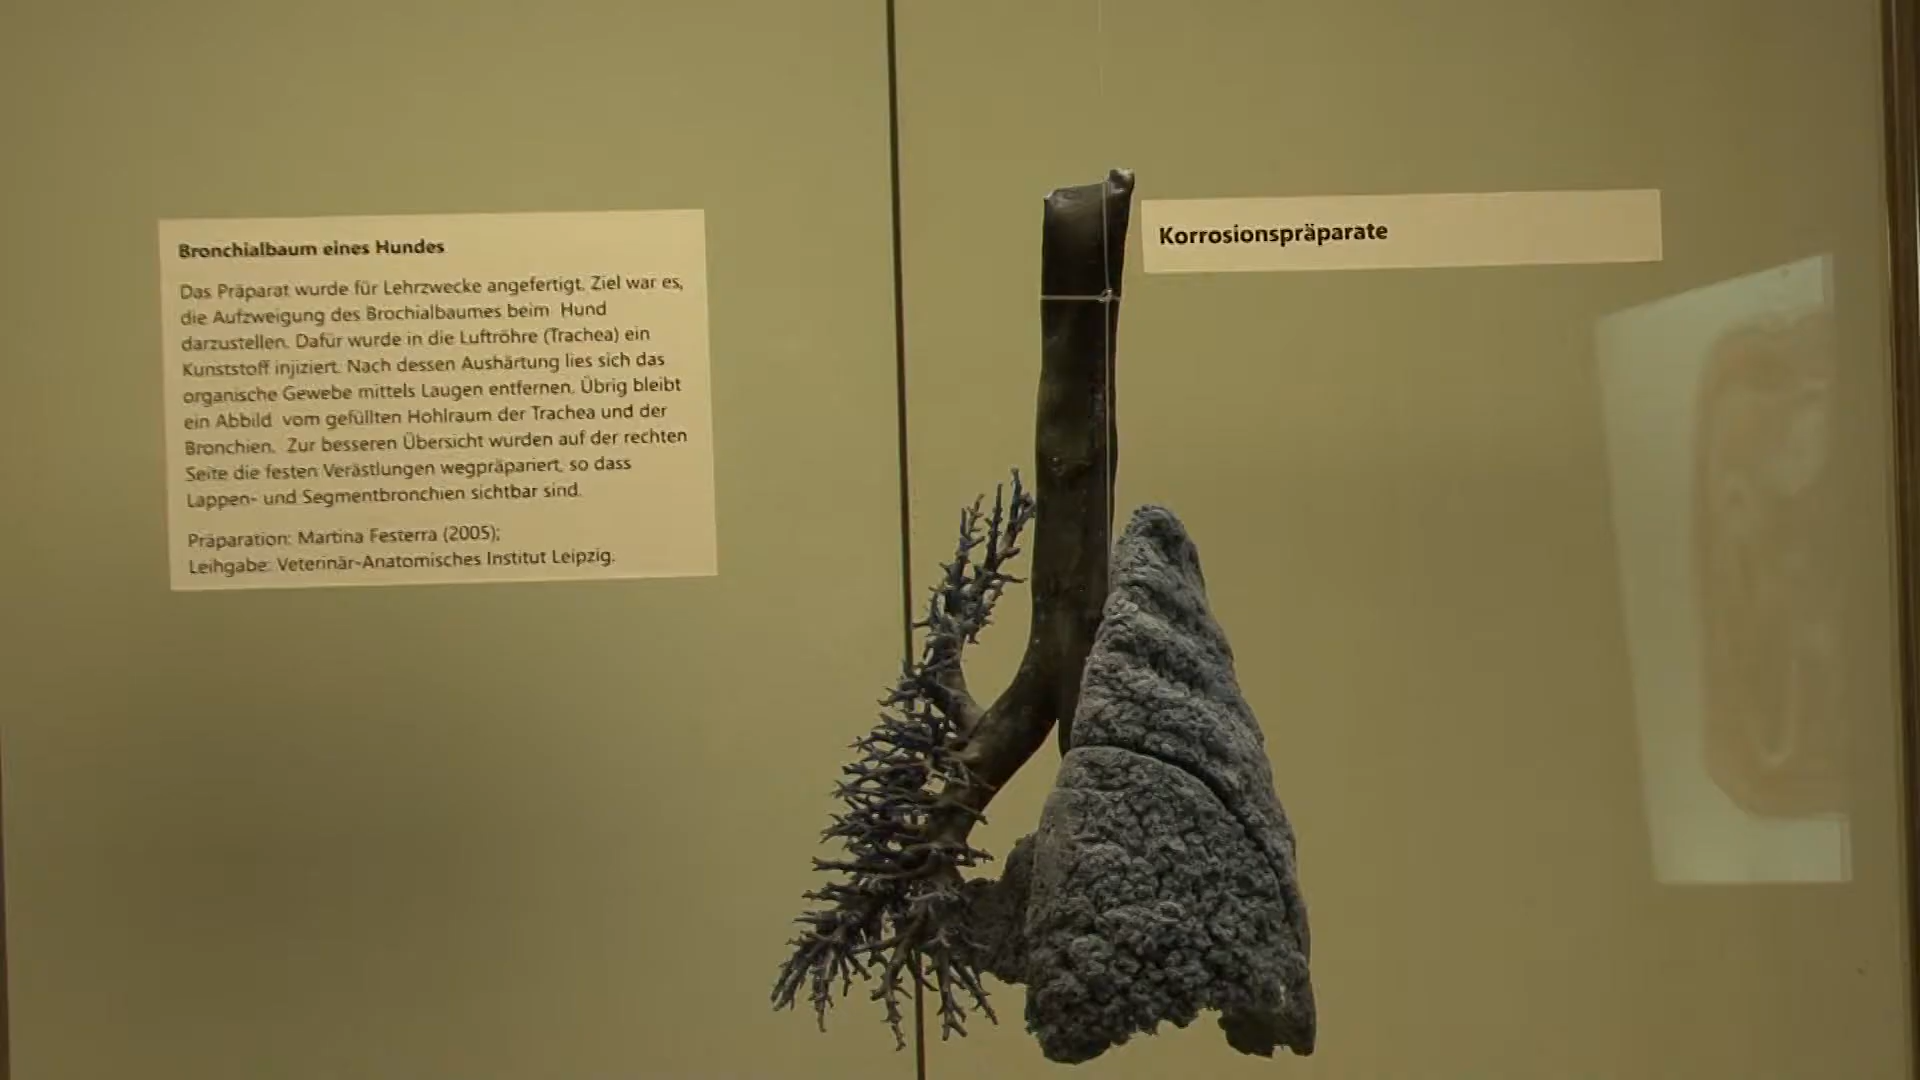 Bronchialbaum eines Hundes
Das Präparat wurde für Lehrzwecke angefertigt. Ziel war es,
die Aufzweigung des Brochialbaumes beim Hund
darzustellen. Dafür wurde in die Luftröhre (Trachea) ein
Kunststoff injiziert. Nach dessen Aushärtung lies sich das
organische Gewebe mittels Laugen entfernen. Übrig bleibt
ein Abbild vom gefüllten Hohlraum der Trachea und der
Bronchien. Zur besseren Übersicht wurden auf der rechten
Seite die festen Verästlungen wegpräpariert, so dass
Lappen- und Segmentbronchien sichtbar sind.
Präparation: Martina Festerra (2005);
Leihgabe: Veterinär-Anatomisches Institut Leipzig.
Korrosionspräparate